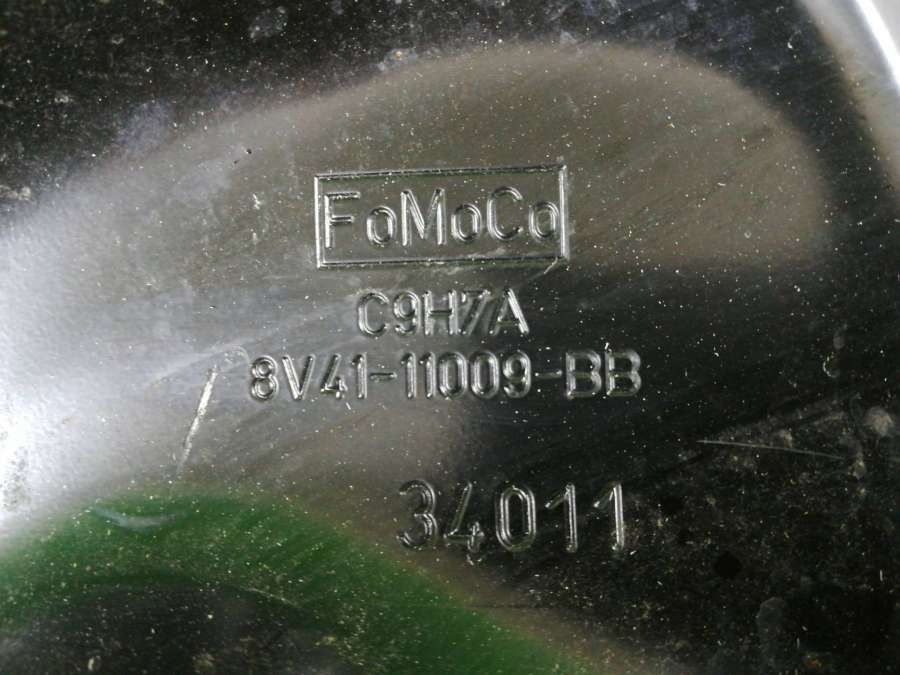 FoMoCo
C9H7A
8V41-11009-BB
34011